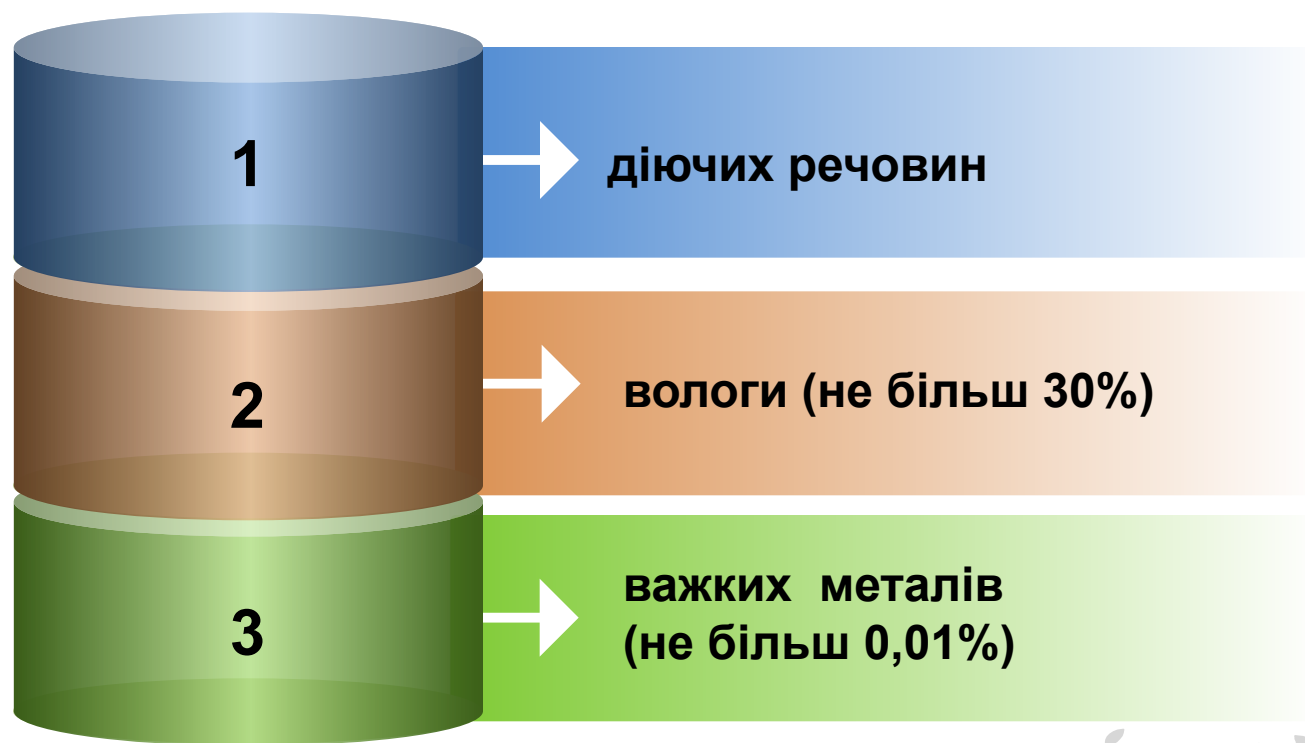 1
діючих речовин
2
вологи (не більш 30%)
3
важких металів
(не більш 0,01%)